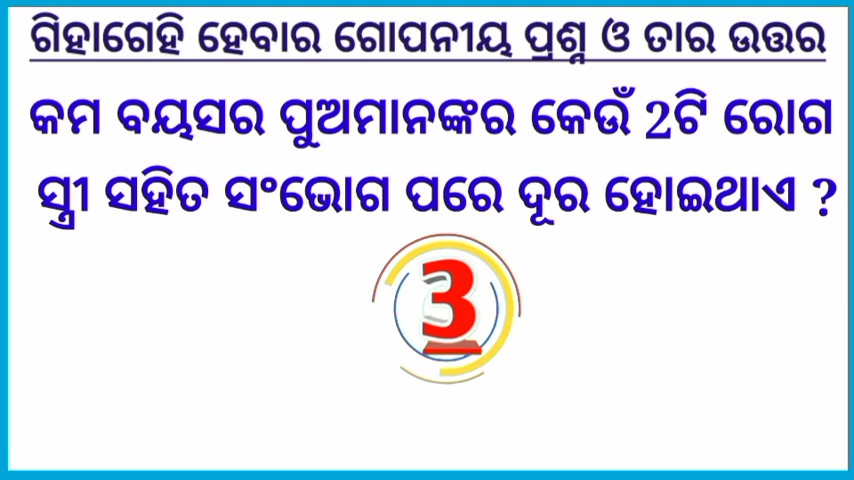 ଗିହାଗେହି ହେବାର ଗୋପନୀୟ ପ୍ରଶ୍ନ ଓ ତାର ଉତ୍ତର
କମ ବୟସର ପୁଅମାନଙ୍କର କେଉଁ 2ଟି ରୋଗ
ସ୍ତ୍ରୀ ସହିତ ସଂଭୋଗ ପରେ ଦୂର ହୋଇଥାଏ ?
3